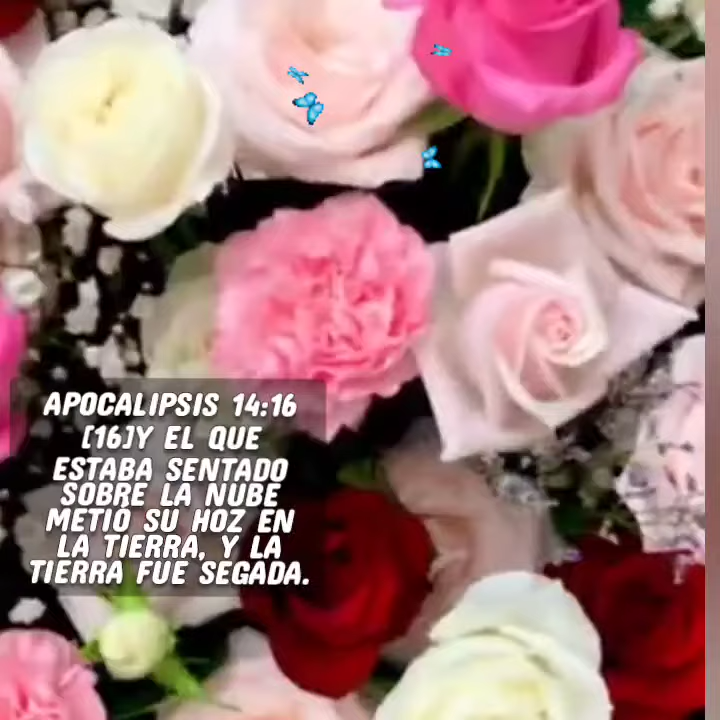 APOCALIPSIS 14:16
[16]Y EL QUE
ESTABA SENTADO
SOBRE LA NUBE
METIÓ SU HOZ EN
LA TIERRA, Y LA
TIERRA FUE SEGADA.